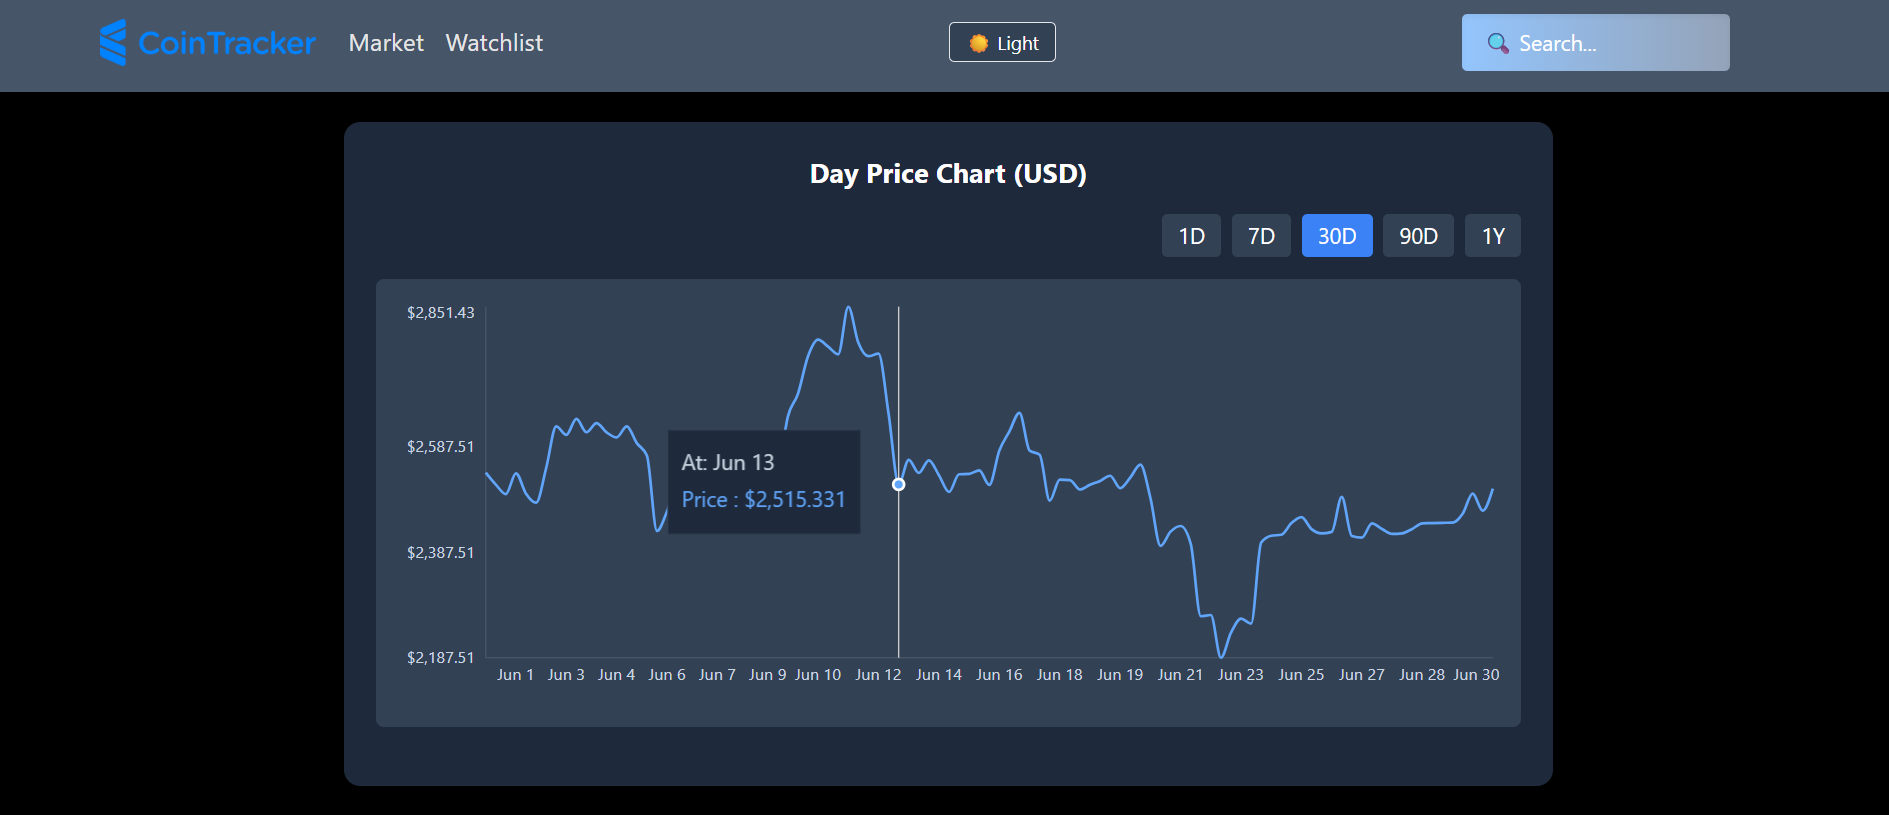 CoinTracker Market Watchlist Light Search...
Day Price Chart (USD)
1D 7D 30D 90D 1Y
$2,851.43
$2,587.51
At: Jun 13
Price : $2,515.331
$2,387.51
$2,187.51
Jun 1 Jun 3 Jun 4 Jun 6 Jun 7 Jun 9 Jun 10 Jun 12 Jun 14 Jun 16 Jun 18 Jun 19 Jun 21 Jun 23 Jun 25 Jun 27 Jun 28 Jun 30